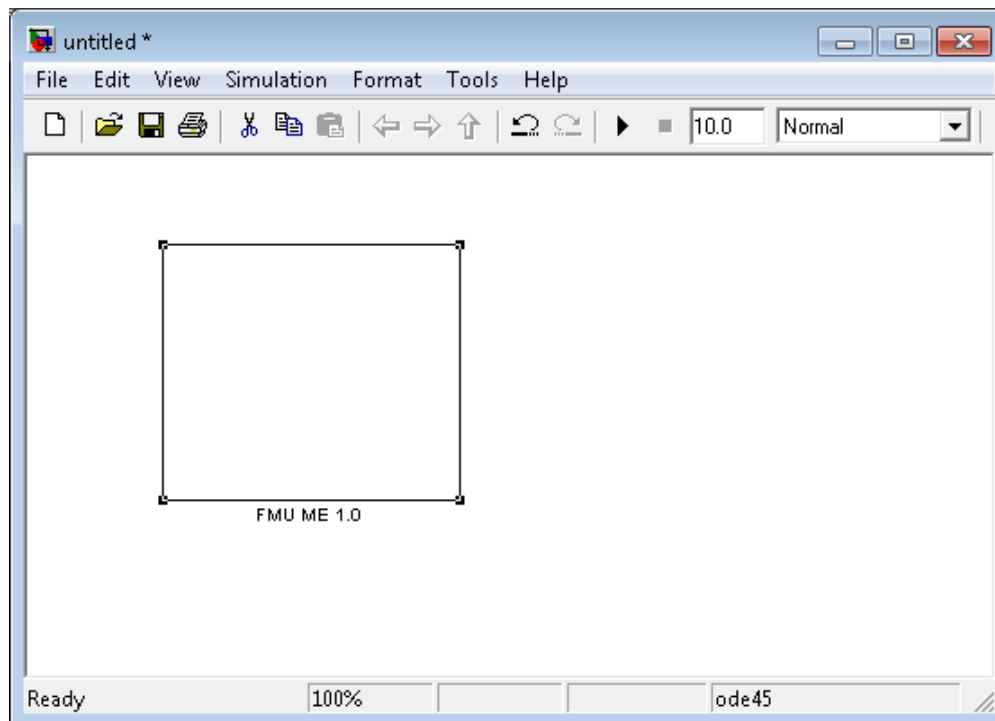 untitled *
File Edit View Simulation Format Tools Help
10.0 Normal
FMU ME 1.0
Ready 100% ode45